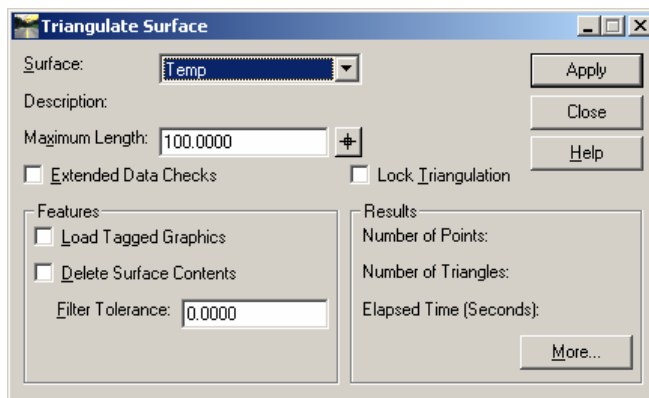 Triangulate Surface
Surface: Temp
Apply
Description:
Close
Maximum Length: 100.0000
Help
Extended Data Checks
Lock Triangulation
Features
Load Tagged Graphics
Delete Surface Contents
Filter Tolerance: 0.0000
Results
Number of Points:
Number of Triangles:
Elapsed Time (Seconds):
More...